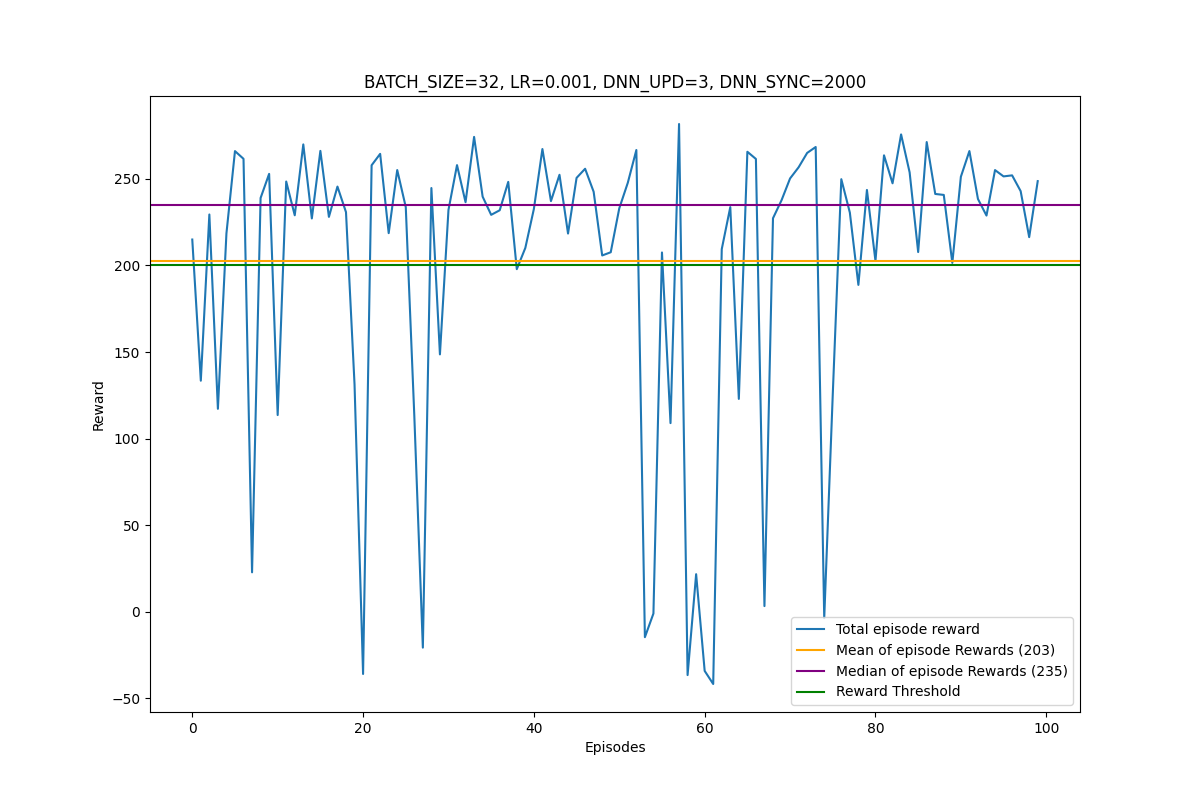 BATCH_SIZE=32, LR=0.001, DNN_UPD=3, DNN_SYNC=2000
Reward
250
200
150
100
50
0
−50
Total episode reward
Mean of episode Rewards (203)
Median of episode Rewards (235)
Reward Threshold
0 20 40 60 80 100
Episodes